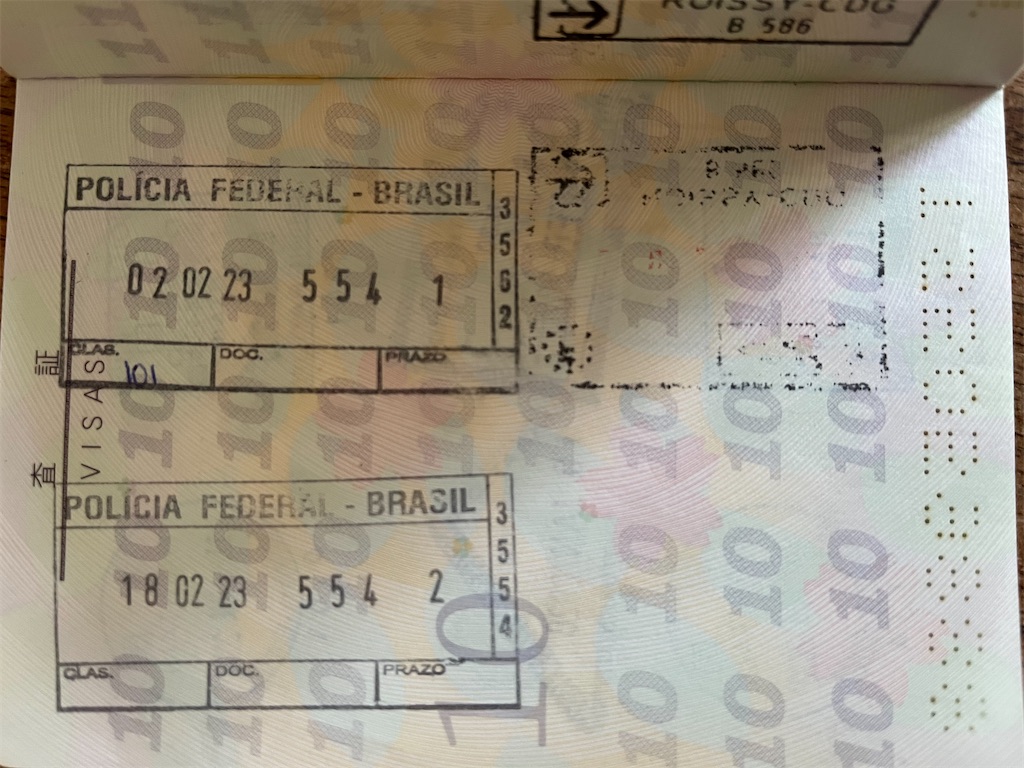 ROISSY-CDG
B 586
POLÍCIA FEDERAL - BRASIL
02 02 23 554 1
3562
CLAS.
101
DOC.
PRAZO
査証
VISAS
POLÍCIA FEDERAL - BRASIL
18 02 23 554 2
3554
CLAS.
DOC.
PRAZO
10